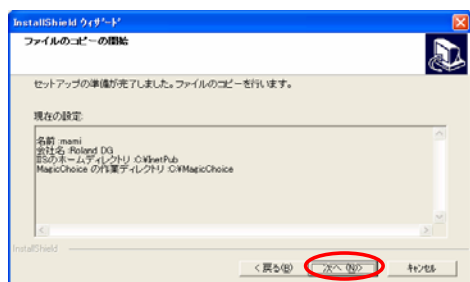 InstallShield ウィザード
ファイルのコピーの開始
セットアップの準備が完了しました。ファイルのコピーを行います。
現在の設定:
名前 :mami
会社名 :Roland DG
IISのホームディレクトリ :C:¥InetPub
MagicChoice の作業ディレクトリ :C:¥MagicChoice
InstallShield
< 戻る(B)
次へ (N)>
キャンセル